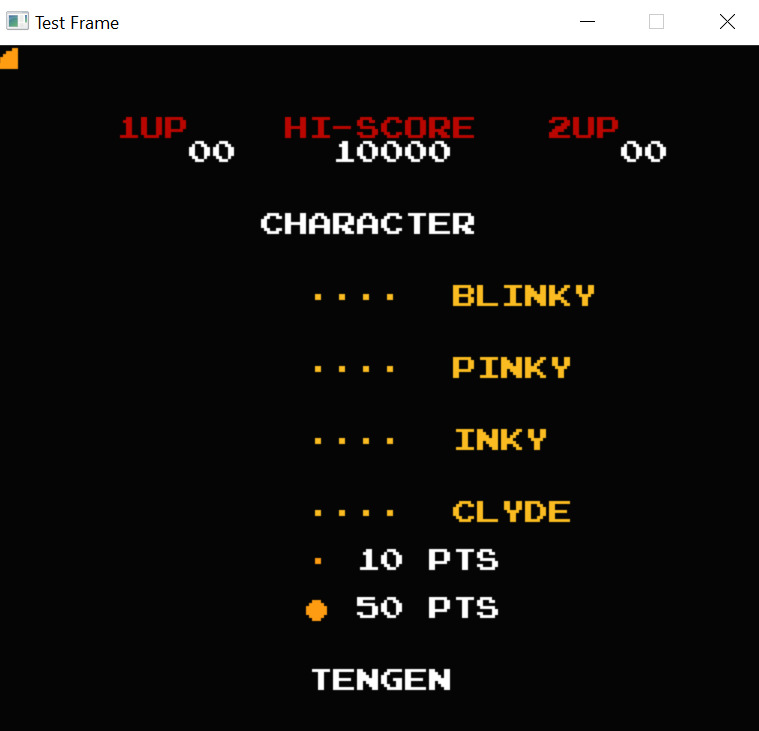 Test Frame
1UP HI-SCORE 2UP
00 10000 00
CHARACTER
.... BLINKY
.... PINKY
.... INKY
.... CLYDE
. 10 PTS
50 PTS
TENGEN